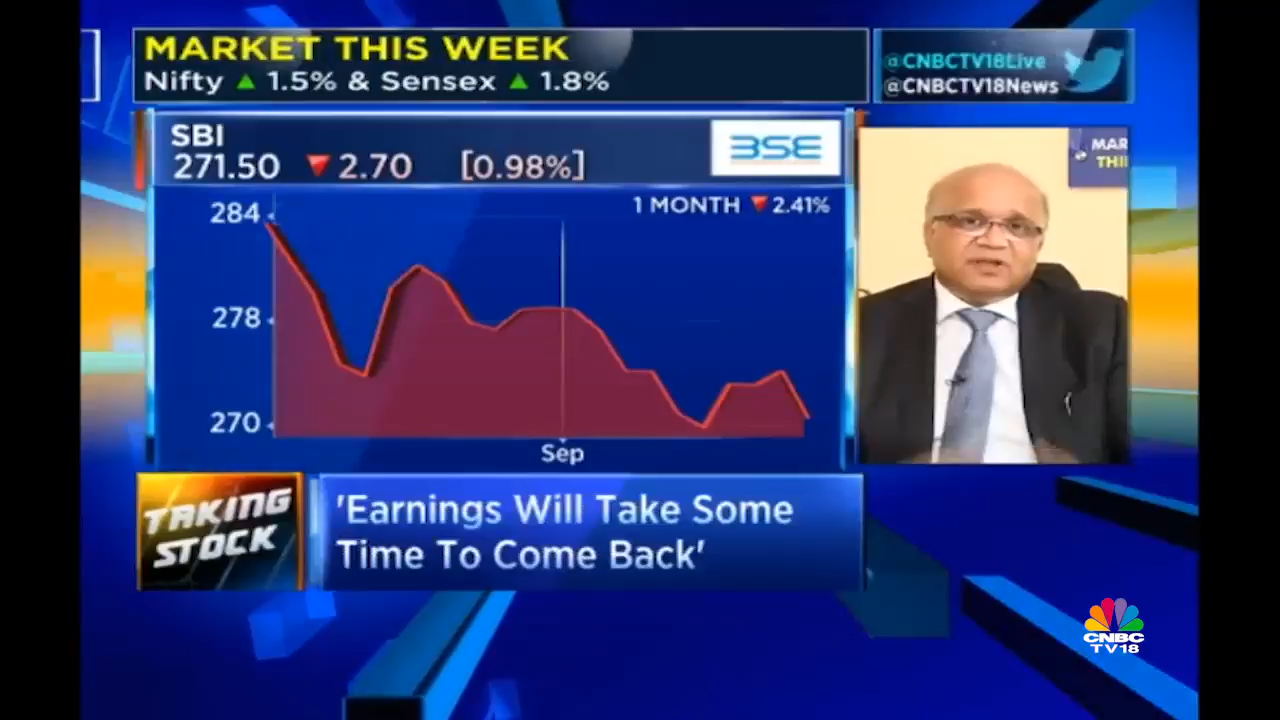 MARKET THIS WEEK
Nifty ▲ 1.5% & Sensex ▲ 1.8%
@CNBCTV18Live
@CNBCTV18News
SBI
271.50 ▼ 2.70 [0.98%]
BSE
1 MONTH ▼ 2.41%
284
278
270
Sep
MAR
THI
TAKING
STOCK
'Earnings Will Take Some
Time To Come Back'
CNBC
TV18